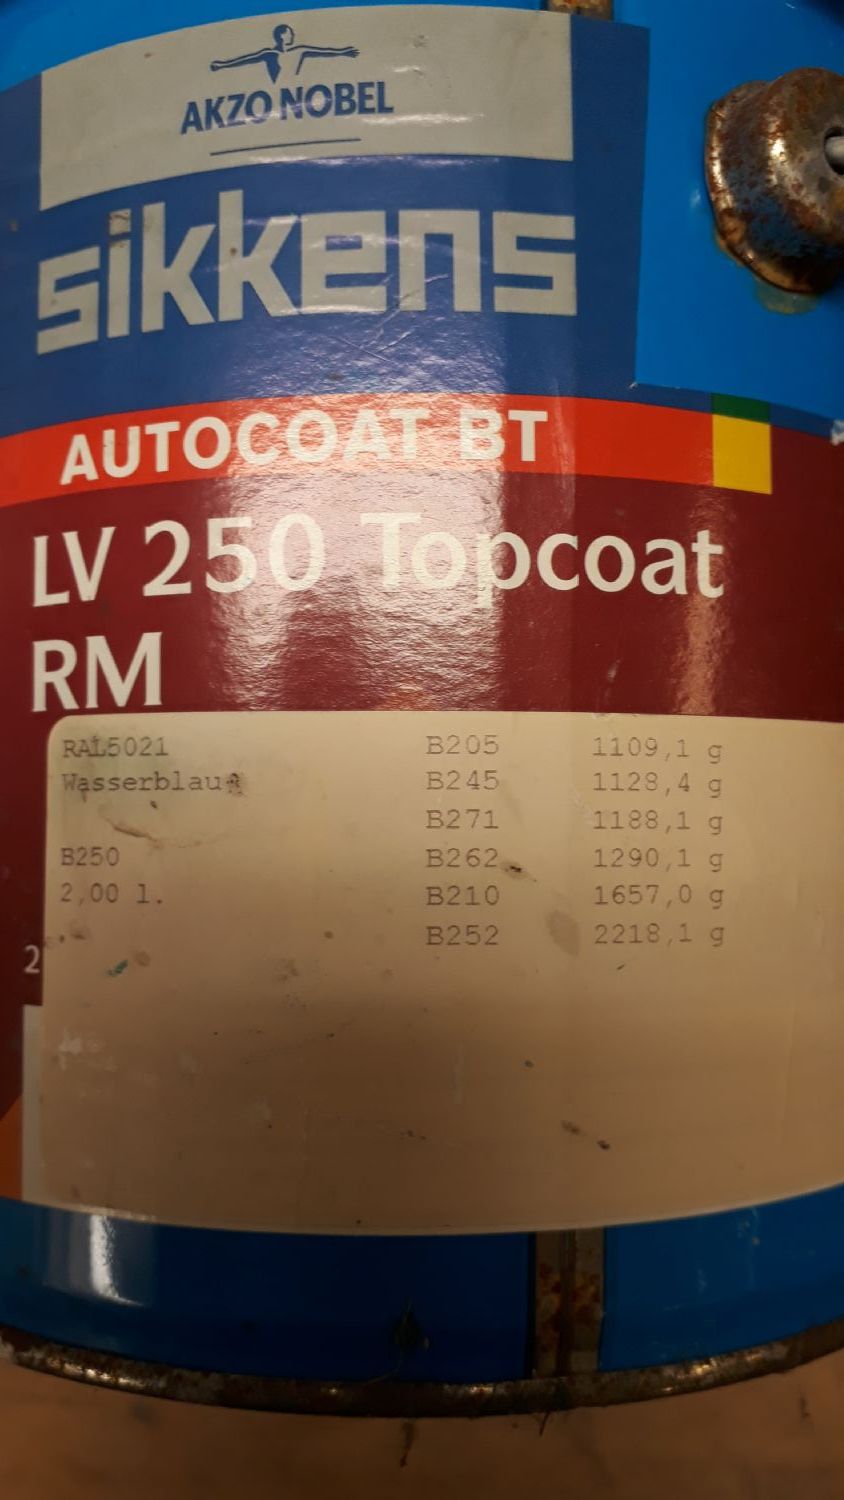 AKZO NOBEL
sikkens
AUTOCOAT BT
LV 250 Topcoat
RM
RAL5021 B205 1109,1 g
Wasserblau B245 1128,4 g
B271 1188,1 g
B250 B262 1290,1 g
2,00 l. B210 1657,0 g
B252 2218,1 g
2